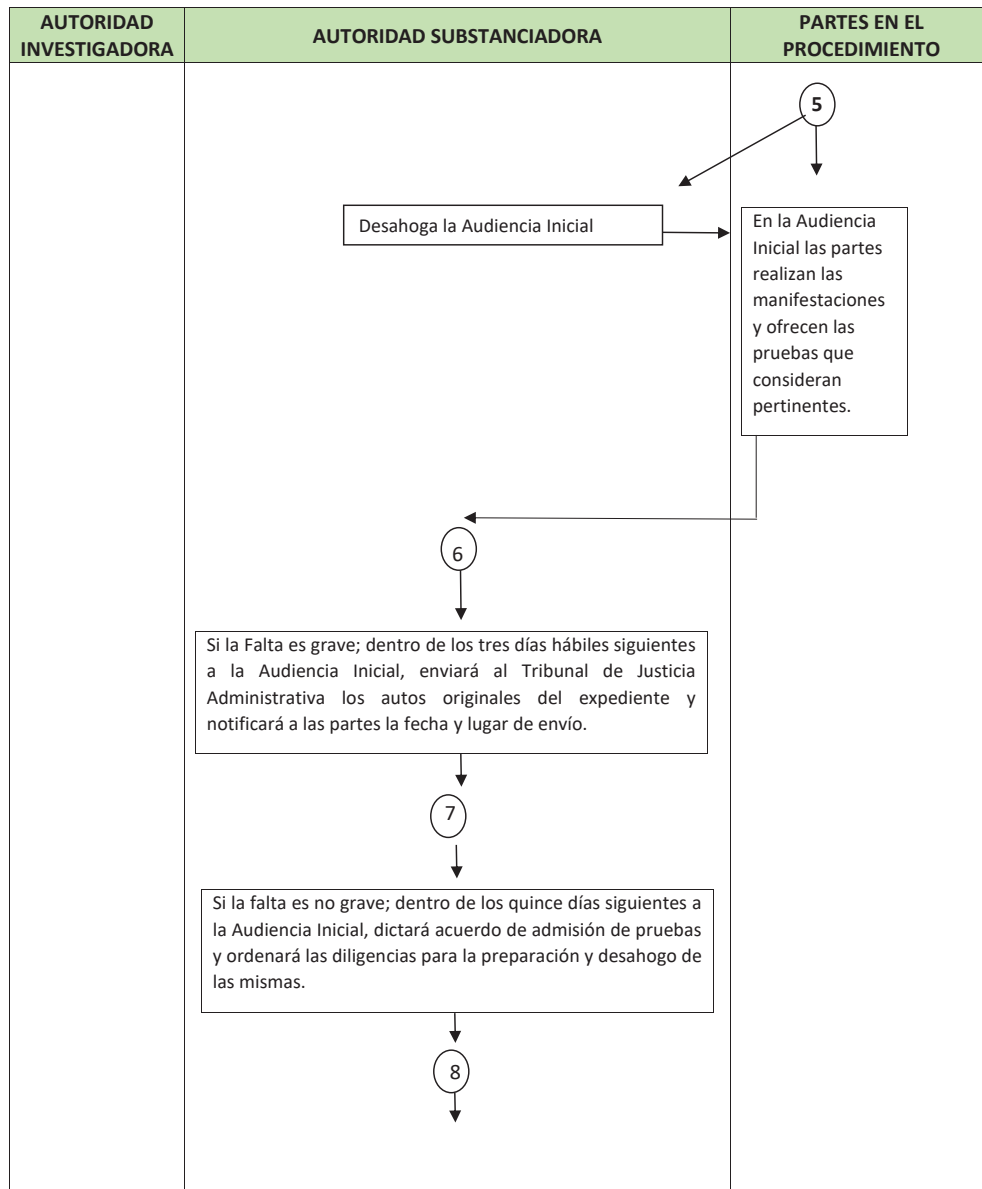 AUTORIDAD
INVESTIGADORA
AUTORIDAD SUBSTANCIADORA
PARTES EN EL
PROCEDIMIENTO
5
Desahoga la Audiencia Inicial
En la Audiencia
Inicial las partes
realizan las
manifestaciones
y ofrecen las
pruebas que
consideran
pertinentes.
6
Si la Falta es grave; dentro de los tres días hábiles siguientes
a la Audiencia Inicial, enviará al Tribunal de Justicia
Administrativa los autos originales del expediente y
notificará a las partes la fecha y lugar de envío.
7
Si la falta es no grave; dentro de los quince días siguientes a
la Audiencia Inicial, dictará acuerdo de admisión de pruebas
y ordenará las diligencias para la preparación y desahogo de
las mismas.
8